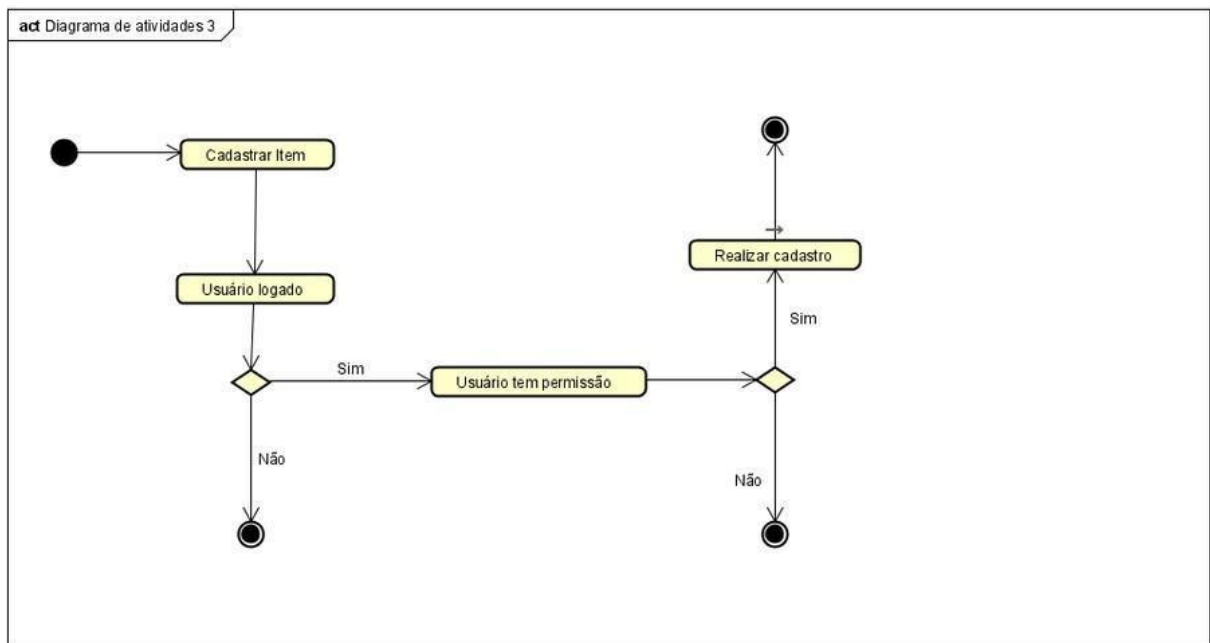 act Diagrama de atividades 3
Cadastrar Item
Usuário logado
Sim
Usuário tem permissão
Não
Realizar cadastro
Sim
Não